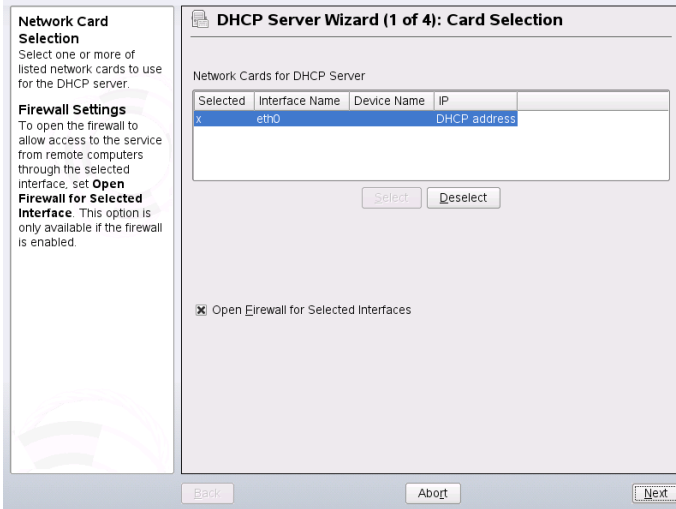 Network Card
Selection
Select one or more of
listed network cards to use
for the DHCP server.
Firewall Settings
To open the firewall to
allow access to the service
from remote computers
through the selected
interface, set Open
Firewall for Selected
Interface. This option is
only available if the firewall
is enabled.
DHCP Server Wizard (1 of 4): Card Selection
Network Cards for DHCP Server
Selected Interface Name Device Name IP
x eth0 DHCP address
Select Deselect
Open Firewall for Selected Interfaces
Back Abort Next